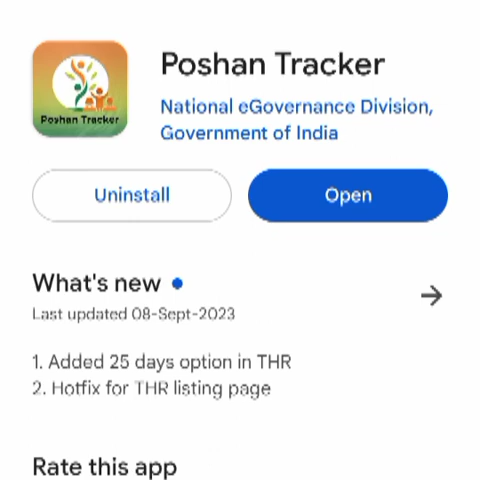 Poshan Tracker
Poshan Tracker
National eGovernance Division,
Government of India
Uninstall
Open
What's new
Last updated 08-Sept-2023
1. Added 25 days option in THR
2. Hotfix for THR listing page
Rate this app